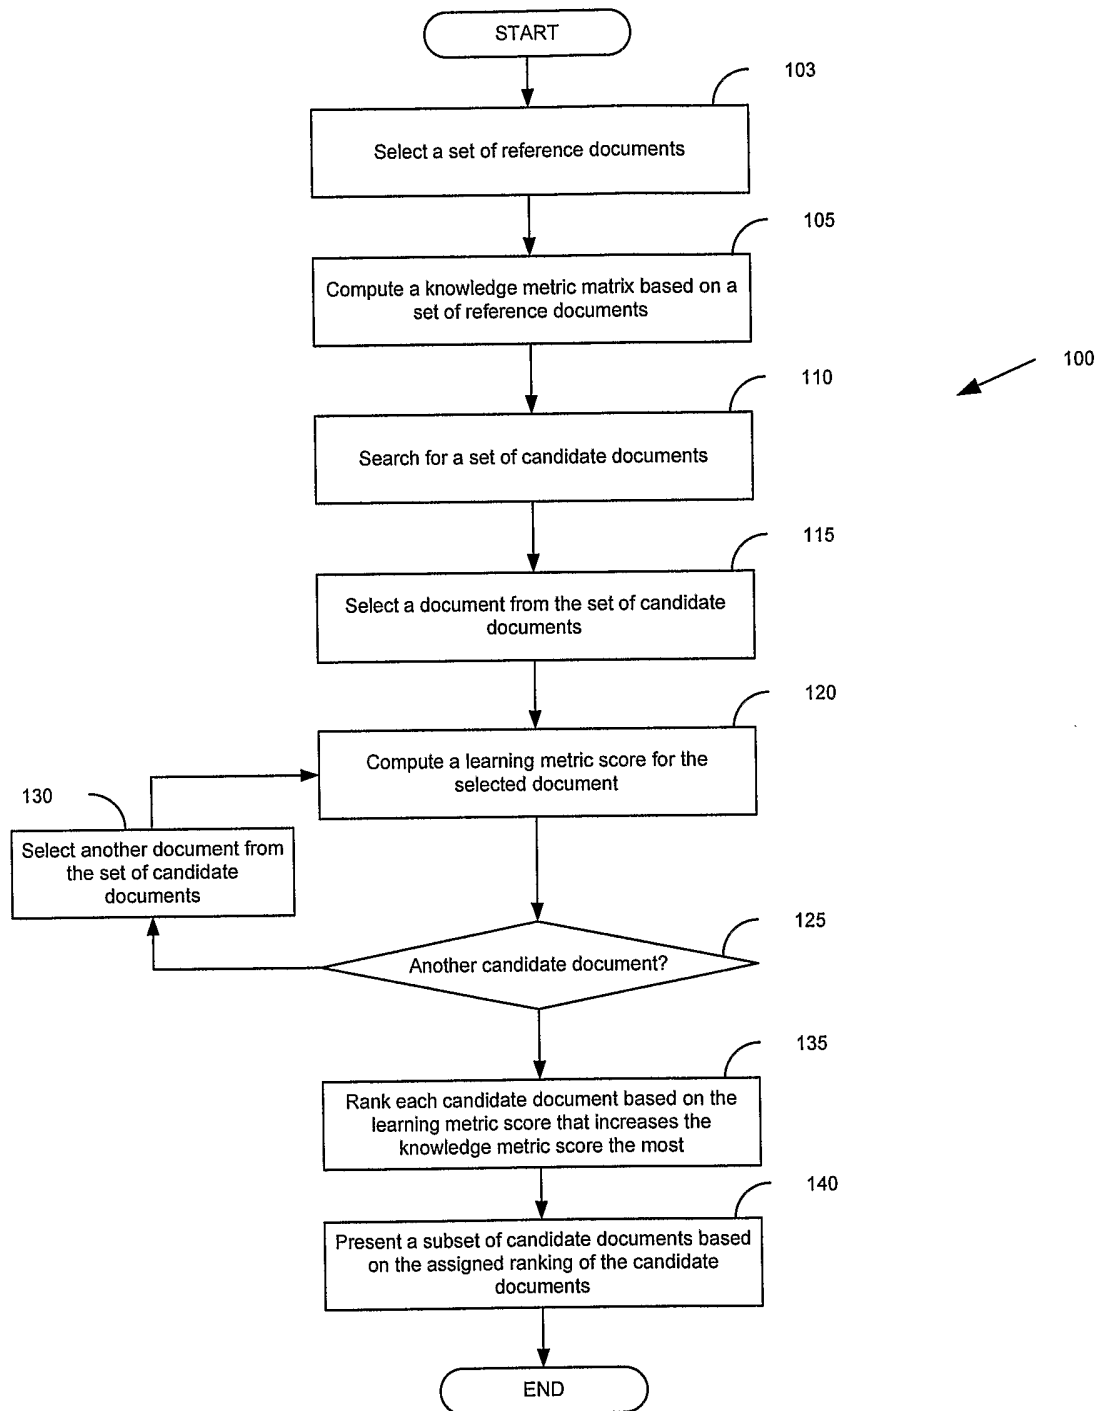 START
103
Select a set of reference documents
105
Compute a knowledge metric matrix based on a
set of reference documents
100
110
Search for a set of candidate documents
115
Select a document from the set of candidate
documents
120
Compute a learning metric score for the
selected document
130
Select another document from
the set of candidate
documents
125
Another candidate document?
135
Rank each candidate document based on the
learning metric score that increases the
knowledge metric score the most
140
Present a subset of candidate documents based
on the assigned ranking of the candidate
documents
END